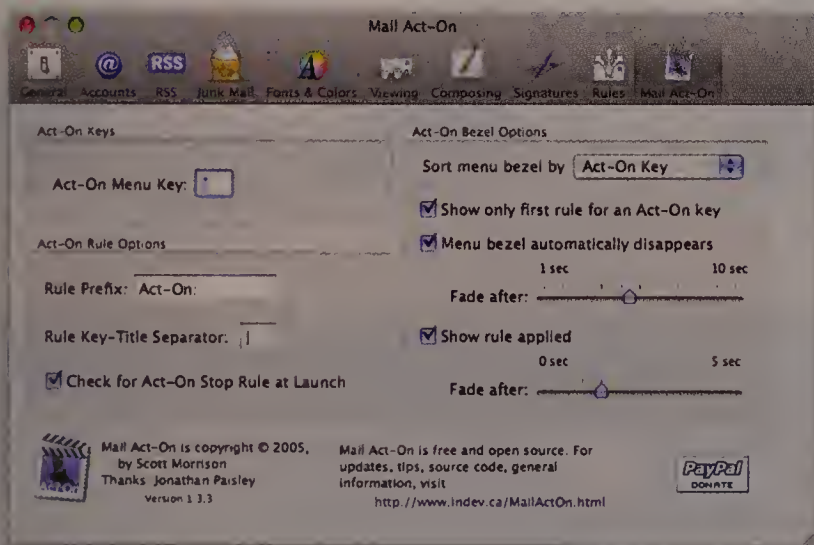 Mail Act-On
@ RSS
General Accounts RSS Junk Mail Fonts & Colors Viewing Composing Signatures Rules Mail Act-On
Act-On Keys
Act-On Menu Key:
Act-On Rule Options
Rule Prefix: Act-On:
Rule Key-Title Separator: |
Check for Act-On Stop Rule at Launch
Act-On Bezel Options
Sort menu bezel by Act-On Key
Show only first rule for an Act-On key
Menu bezel automatically disappears
1 sec 10 sec
Fade after:
Show rule applied
0 sec 5 sec
Fade after:
Mail Act-On is copyright © 2005,
by Scott Morrison
Thanks Jonathan Paisley
Version 1.3.3
Mail Act-On is free and open source. For
updates, tips, source code, general
information, visit
http://www.indev.ca/MailActOn.html
PayPal
DONATE